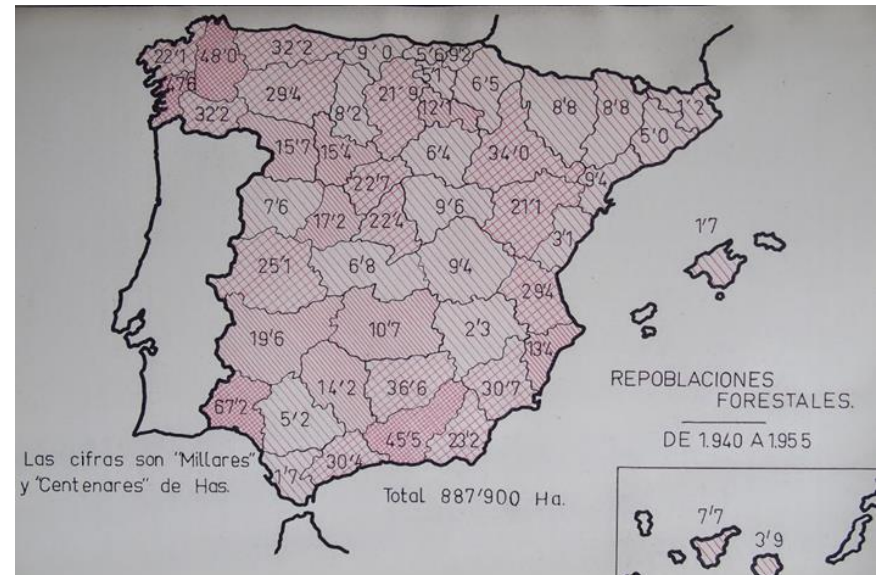 22'1 48'0 32'2 9'0 5'6 9'2
47'6 29'4 8'2 21'9 5'1 6'5
32'2 12'1 8'8 8'8 1'2
15'7 15'4 6'4 34'0 5'0
22'7 9'4
7'6 17'2 22'4 9'6 21'1
3'1 1'7
25'1 6'8 9'4
29'4
19'6 10'7 2'3
13'4
14'2 36'6 30'7
67'2 5'2
45'5 23'2
1'7 30'4
REPOBLACIONES
FORESTALES.
DE 1.940 A 1.955
Las cifras son "Millares"
y "Centenares" de Has.
Total 887'900 Ha.
7'7
3'9